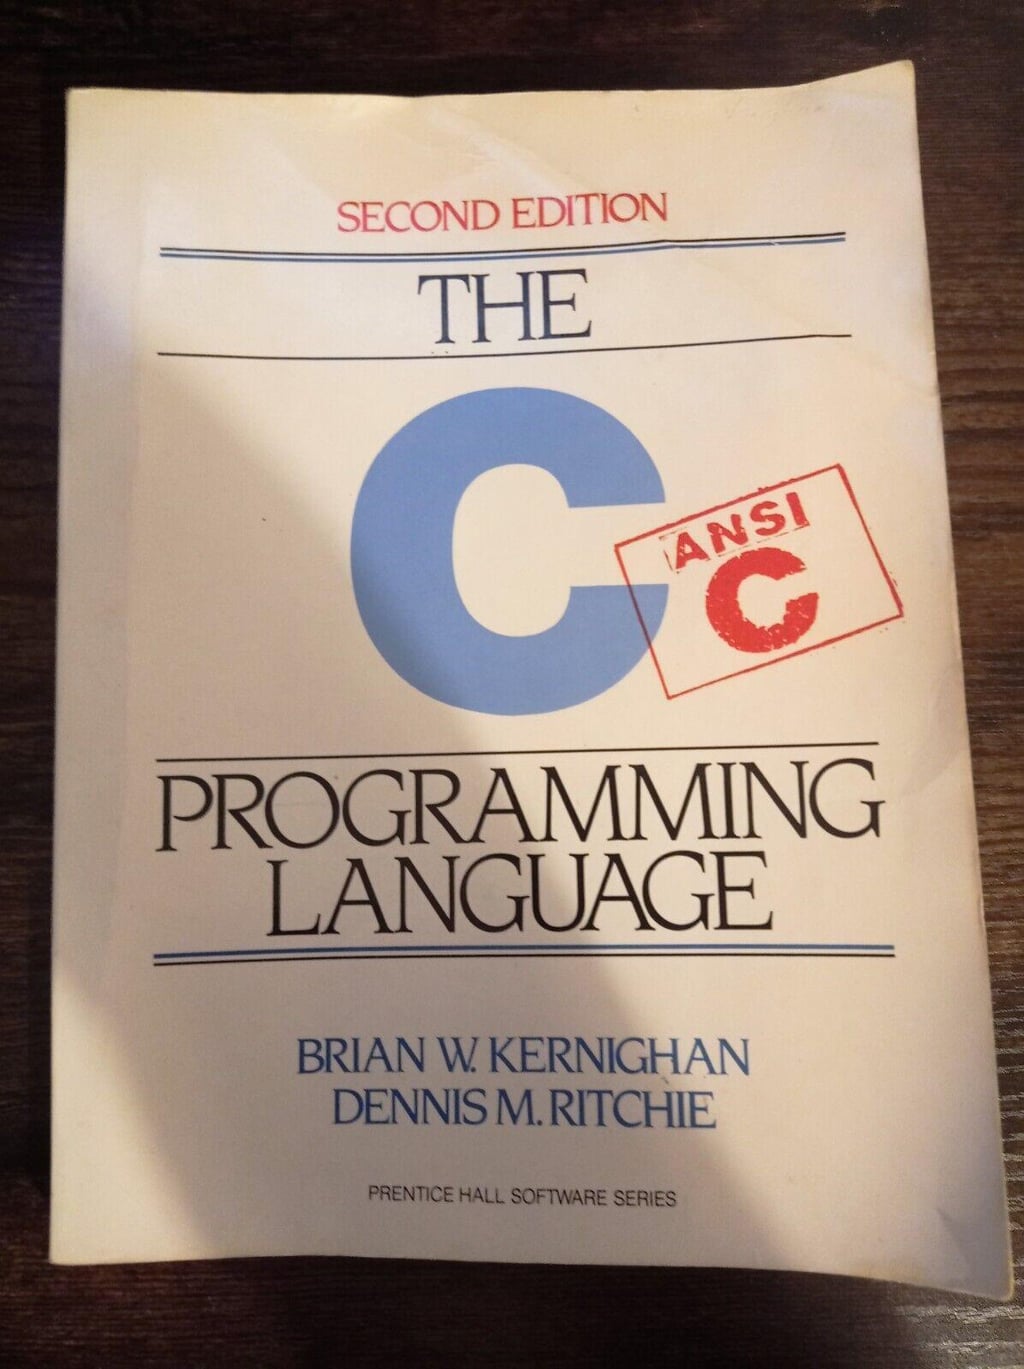 SECOND EDITION
THE
C
ANSI
C
PROGRAMMING
LANGUAGE
BRIAN W. KERNIGHAN
DENNIS M. RITCHIE
PRENTICE HALL SOFTWARE SERIES